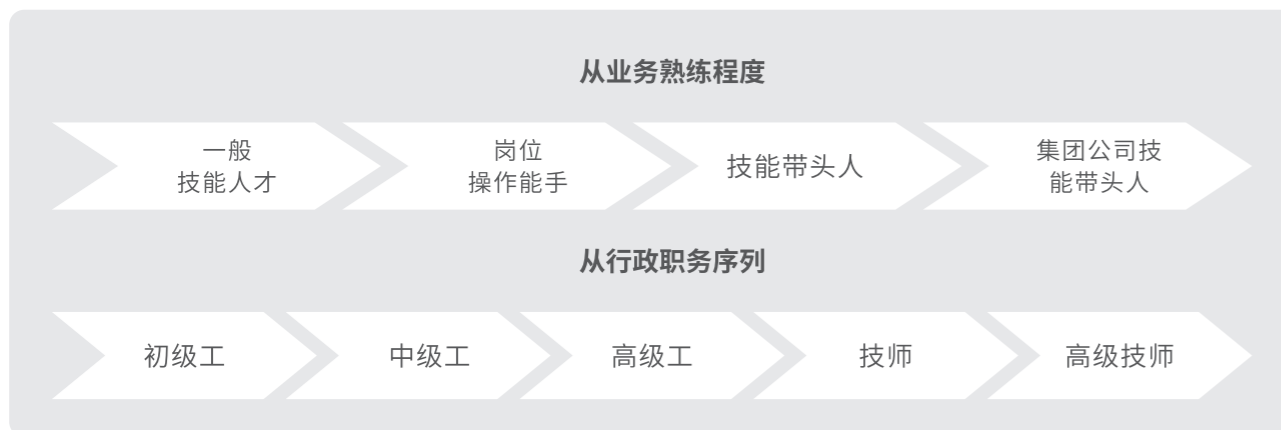 从业务熟练程度
一般
技能人才
岗位
操作能手
技能带头人
集团公司技
能带头人
从行政职务序列
初级工
中级工
高级工
技师
高级技师